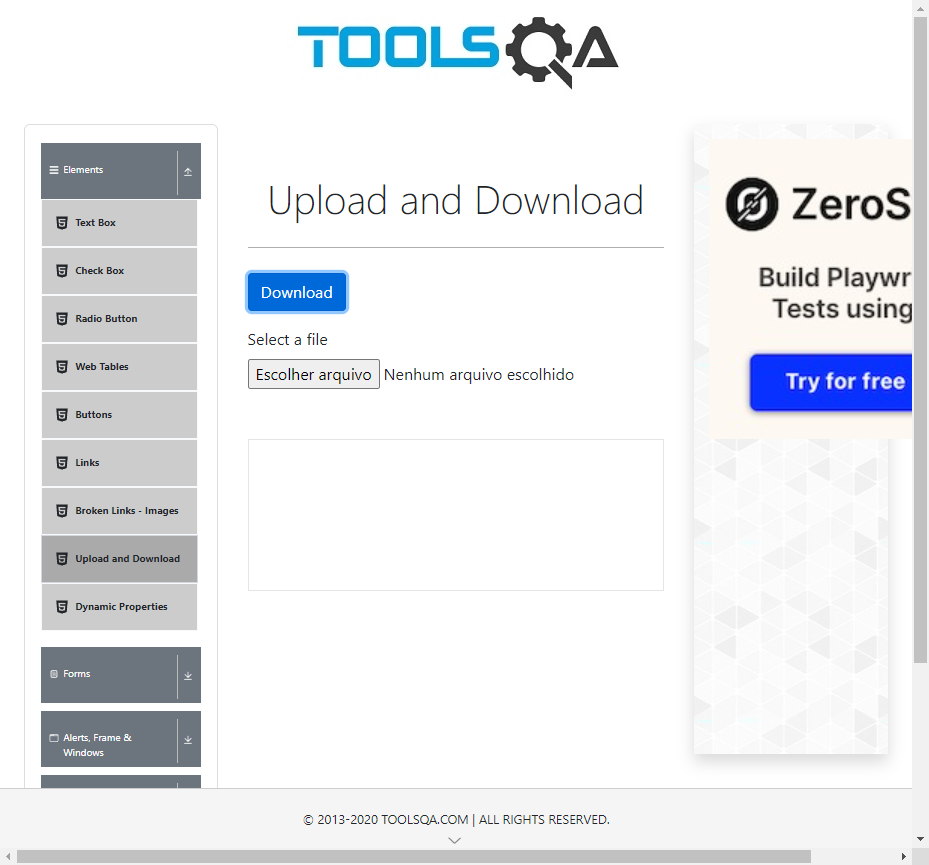 TOOLSQA
Elements
Text Box
Check Box
Radio Button
Web Tables
Buttons
Links
Broken Links - Images
Upload and Download
Dynamic Properties
Forms
Alerts, Frame &
Windows
Upload and Download
Download
Select a file
Escolher arquivo Nenhum arquivo escolhido
ZeroS
Build Playwr
Tests using
Try for free
© 2013-2020 TOOLSQA.COM | ALL RIGHTS RESERVED.